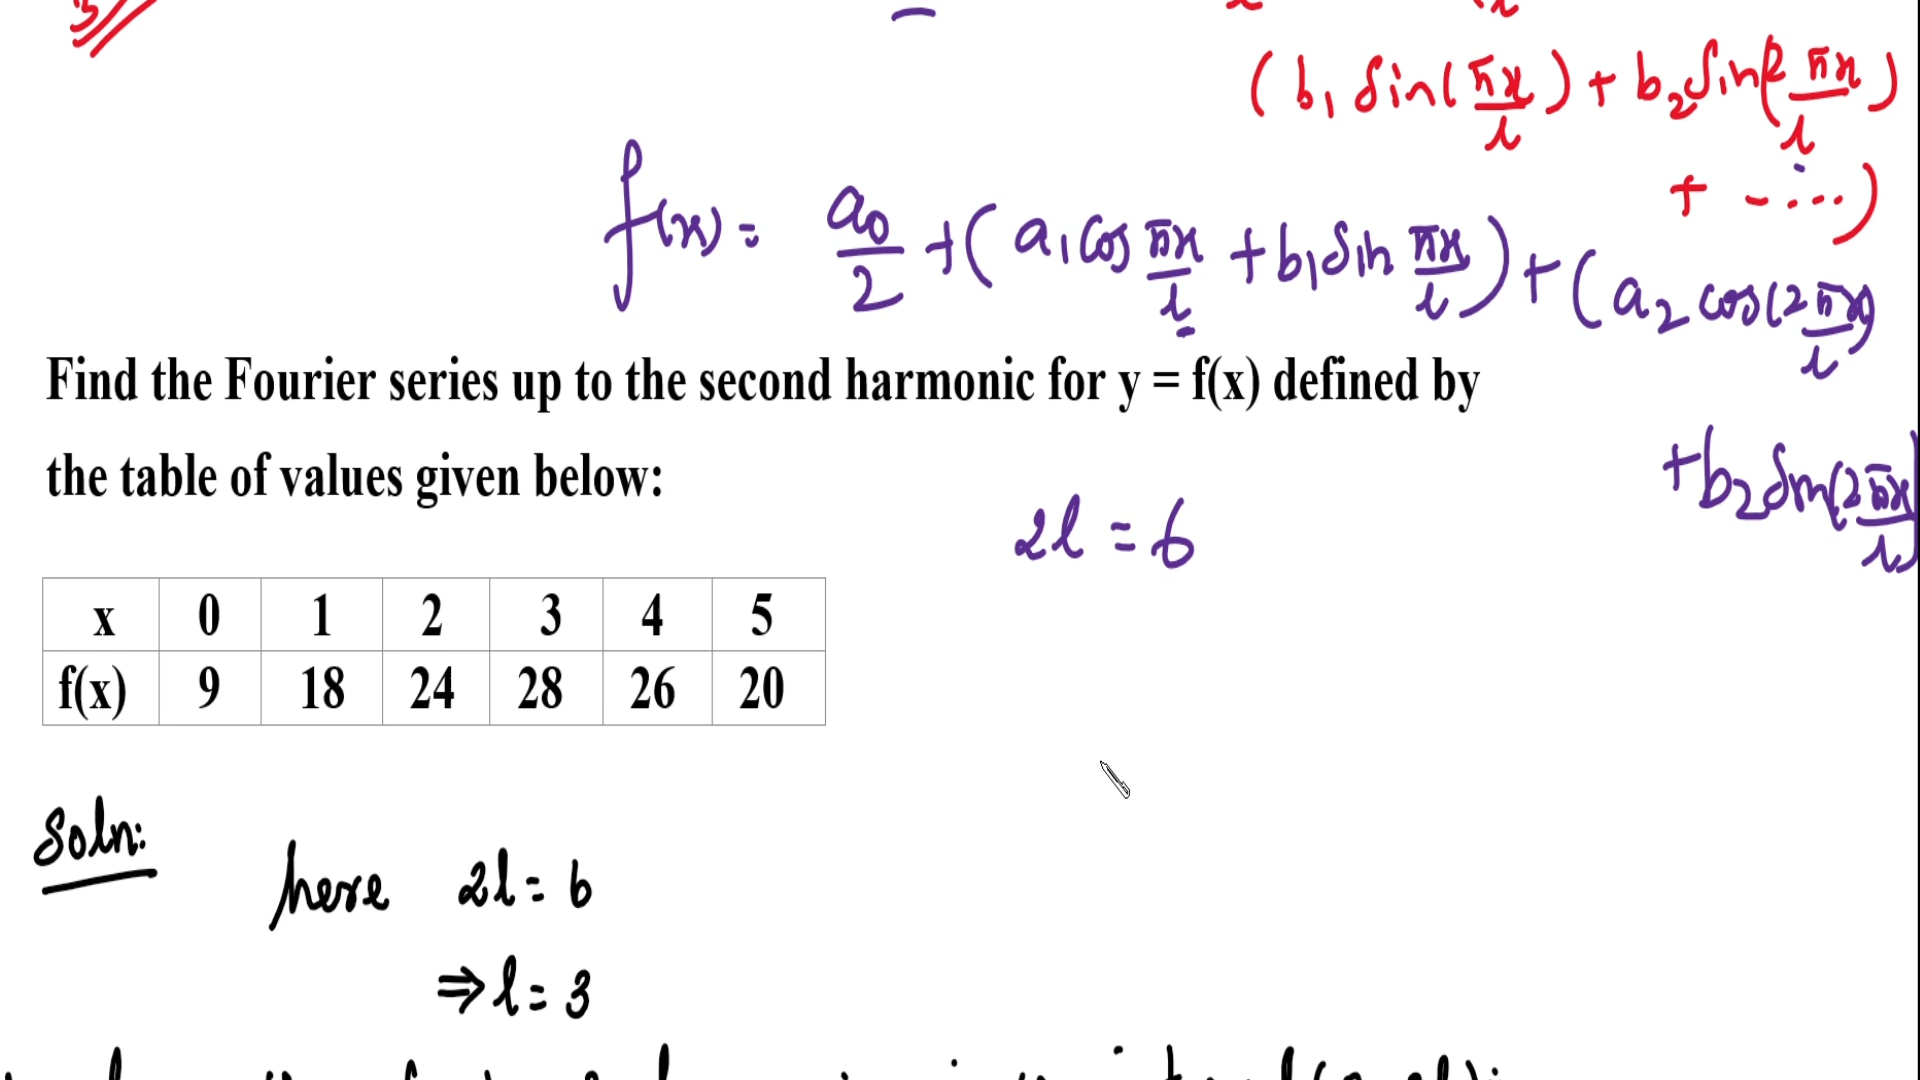 (b₁ sin(πx/l) + b₂ sin(2πx/l)
+ -----)
f(x) = a₀/2 + (a₁ cos πx/l + b₁ sin πx/l) + (a₂ cos(2πx/l)
Find the Fourier series up to the second harmonic for y = f(x) defined by
the table of values given below:
+ b₂ sin(2πx/l)
2l = 6
x 0 1 2 3 4 5
f(x) 9 18 24 28 26 20
Soln:
here 2l = 6
⇒ l = 3